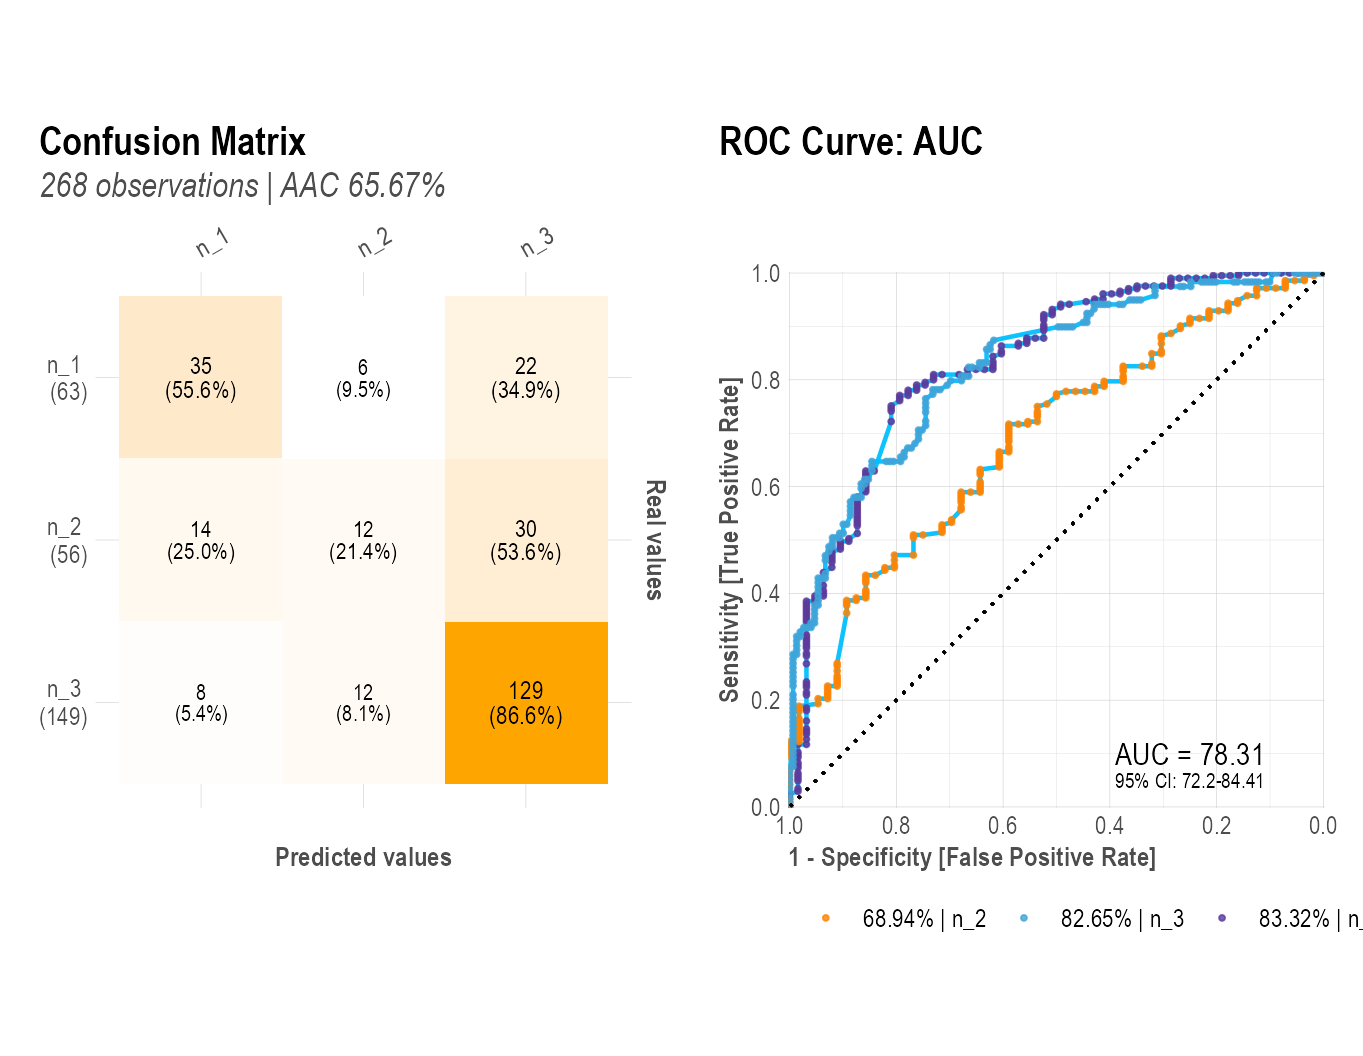 Confusion Matrix
268 observations | AAC 65.67%
n_1
n_2
n_3
n_1
(63)
35
(55.6%)
6
(9.5%)
22
(34.9%)
n_2
(56)
14
(25.0%)
12
(21.4%)
30
(53.6%)
n_3
(149)
8
(5.4%)
12
(8.1%)
129
(86.6%)
Real values
Predicted values
ROC Curve: AUC
Sensitivity [True Positive Rate]
1.0
0.8
0.6
0.4
0.2
0.0
AUC = 78.31
95% CI: 72.2-84.41
1.0
0.8
0.6
0.4
0.2
0.0
1 - Specificity [False Positive Rate]
68.94% | n_2
82.65% | n_3
83.32% | n_